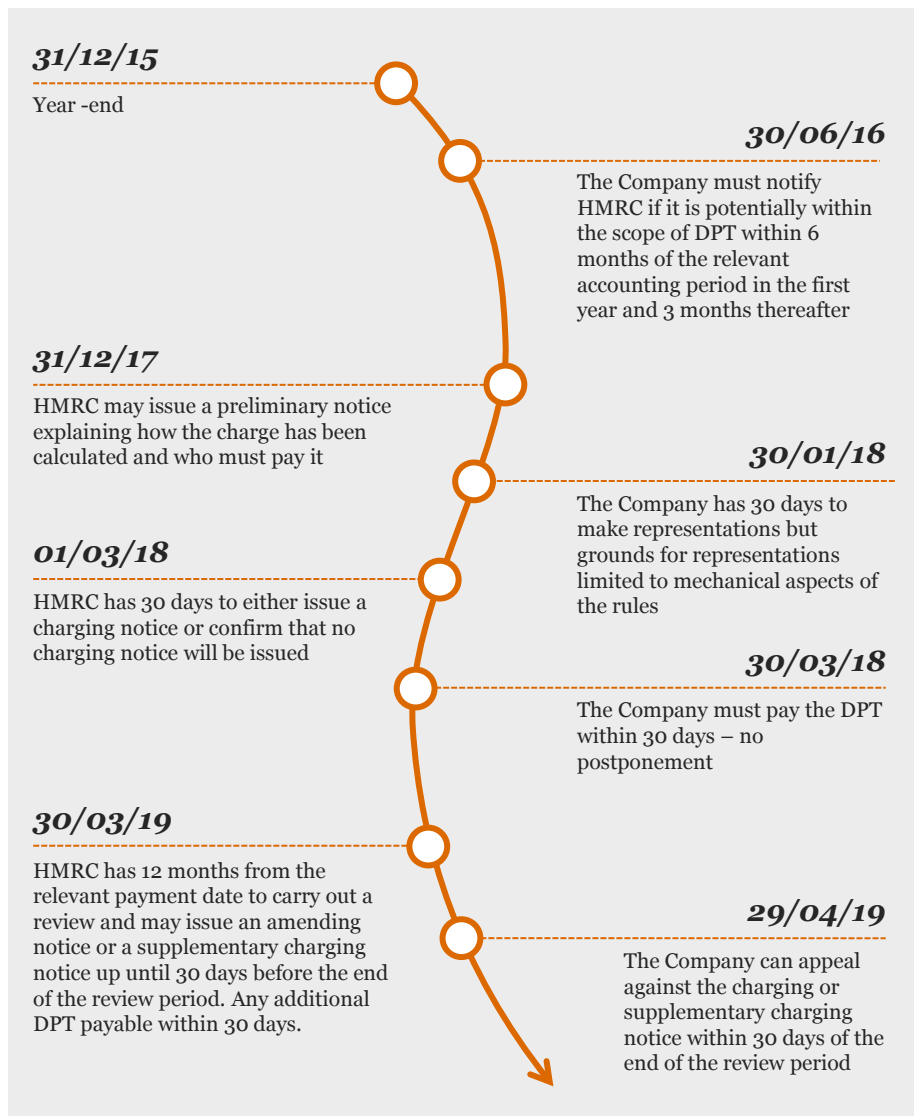 31/12/15
Year -end
30/06/16
The Company must notify
HMRC if it is potentially within
the scope of DPT within 6
months of the relevant
accounting period in the first
year and 3 months thereafter
31/12/17
HMRC may issue a preliminary notice
explaining how the charge has been
calculated and who must pay it
30/01/18
The Company has 30 days to
make representations but
grounds for representations
limited to mechanical aspects of
the rules
01/03/18
HMRC has 30 days to either issue a
charging notice or confirm that no
charging notice will be issued
30/03/18
The Company must pay the DPT
within 30 days – no
postponement
30/03/19
HMRC has 12 months from the
relevant payment date to carry out a
review and may issue an amending
notice or a supplementary charging
notice up until 30 days before the end
of the review period. Any additional
DPT payable within 30 days.
29/04/19
The Company can appeal
against the charging or
supplementary charging
notice within 30 days of the
end of the review period